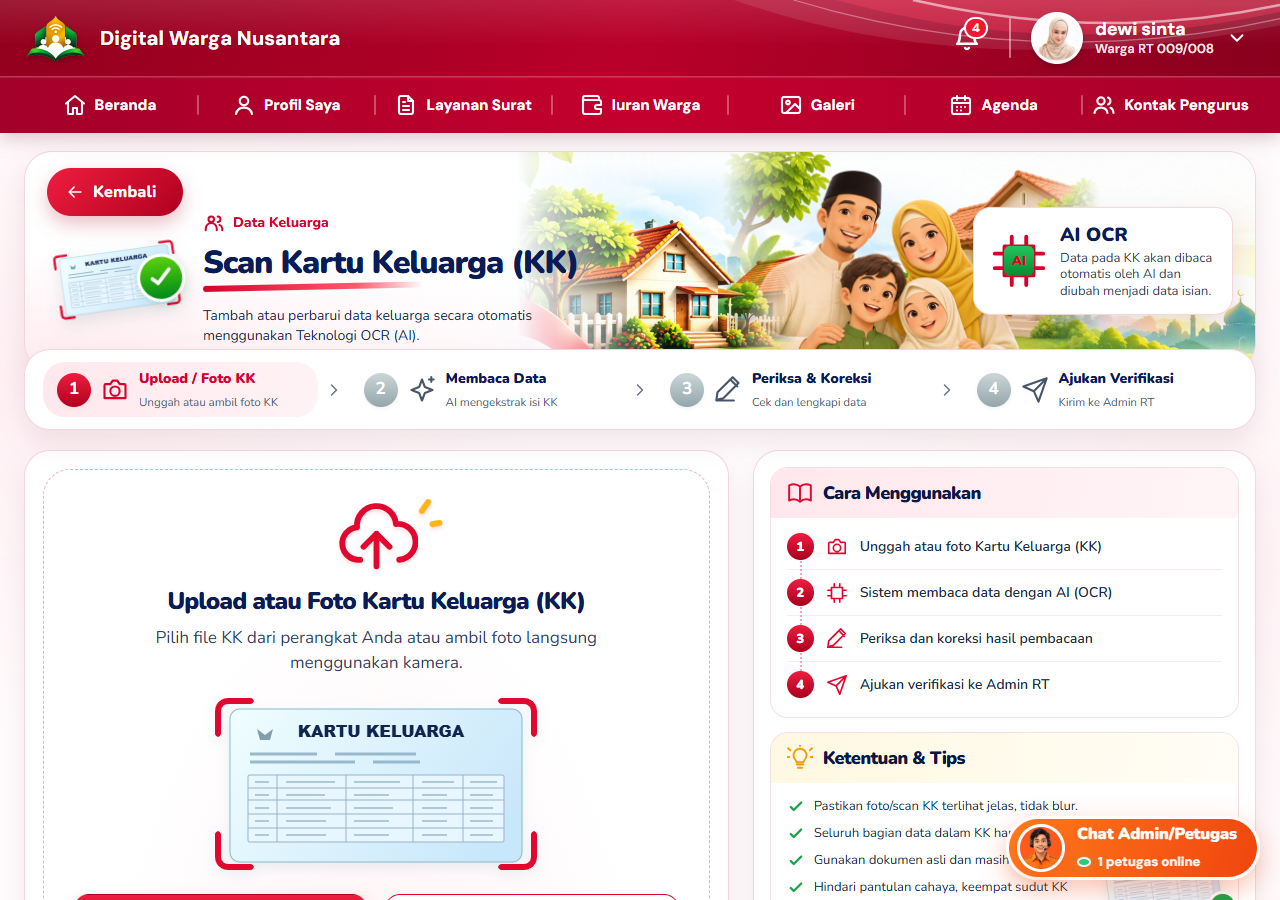 Digital Warga Nusantara
4
dewi sinta
Warga RT 009/008
Beranda
Profil Saya
Layanan Surat
Iuran Warga
Galeri
Agenda
Kontak Pengurus
Kembali
Data Keluarga
KARTU KELUARGA
Scan Kartu Keluarga (KK)
Tambah atau perbarui data keluarga secara otomatis
menggunakan Teknologi OCR (AI).
AI
AI OCR
Data pada KK akan dibaca
otomatis oleh AI dan
diubah menjadi data isian.
1
Upload / Foto KK
Unggah atau ambil foto KK
2
Membaca Data
AI mengekstrak isi KK
3
Periksa & Koreksi
Cek dan lengkapi data
4
Ajukan Verifikasi
Kirim ke Admin RT
Upload atau Foto Kartu Keluarga (KK)
Pilih file KK dari perangkat Anda atau ambil foto langsung
menggunakan kamera.
KARTU KELUARGA
Cara Menggunakan
1 Unggah atau foto Kartu Keluarga (KK)
2 Sistem membaca data dengan AI (OCR)
3 Periksa dan koreksi hasil pembacaan
4 Ajukan verifikasi ke Admin RT
Ketentuan & Tips
Pastikan foto/scan KK terlihat jelas, tidak blur.
Seluruh bagian data dalam KK
Gunakan dokumen asli dan masih
Hindari pantulan cahaya, keempat sudut KK
Chat Admin/Petugas
1 petugas online